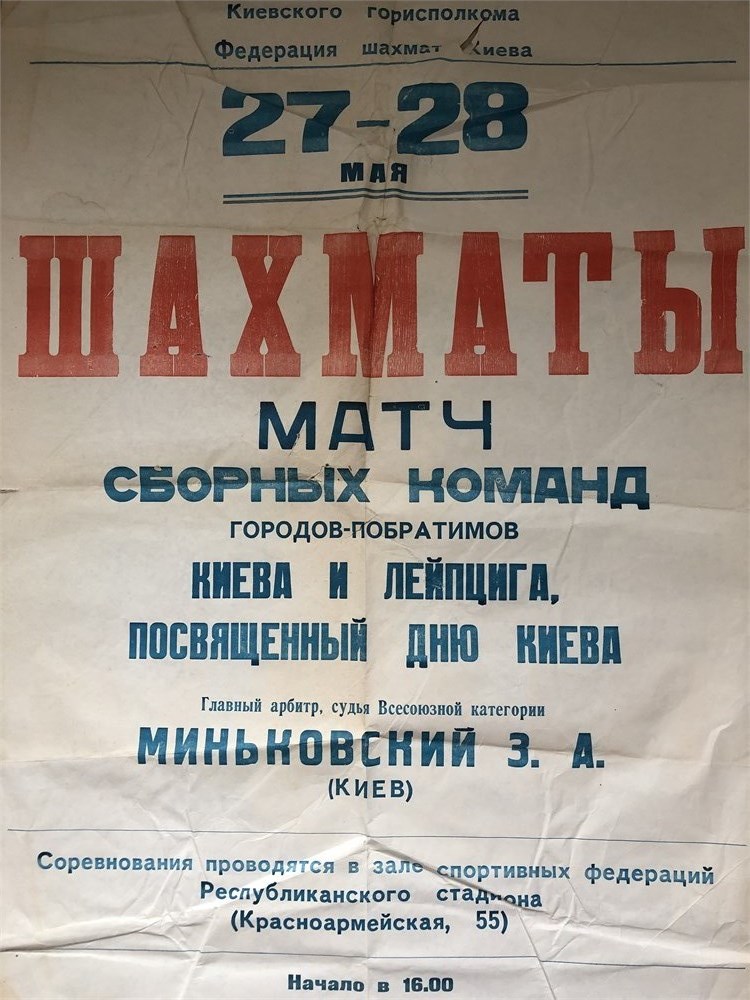 Киевского горисполкома
Федерация шахмат Киева
27-28
МАЯ
ШАХМАТЫ
МАТЧ
СБОРНЫХ КОМАНД
ГОРОДОВ-ПОБРАТИМОВ
КИЕВА И ЛЕЙПЦИГА,
ПОСВЯЩЕННЫЙ ДНЮ КИЕВА
Главный арбитр, судья Всесоюзной категории
МИНЬКОВСКИЙ З. А.
(КИЕВ)
Соревнования проводятся в зале спортивных федераций
Республиканского стадиона
(Красноармейская, 55)
Начало в 16.00